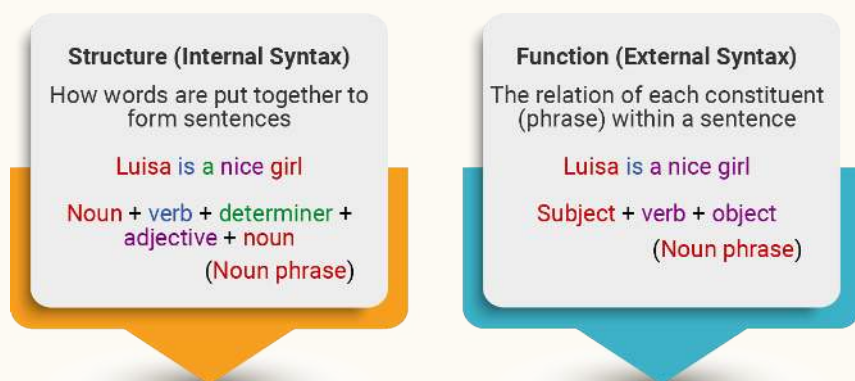 Structure (Internal Syntax)
How words are put together to
form sentences
Luisa is a nice girl
Noun + verb + determiner +
adjective + noun
(Noun phrase)
Function (External Syntax)
The relation of each constituent
(phrase) within a sentence
Luisa is a nice girl
Subject + verb + object
(Noun phrase)